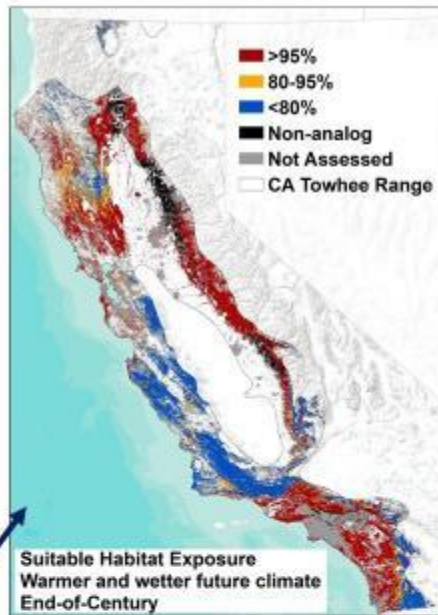 >95%
80-95%
<80%
Non-analog
Not Assessed
CA Towhee Range
Suitable Habitat Exposure
Warmer and wetter future climate
End-of-Century